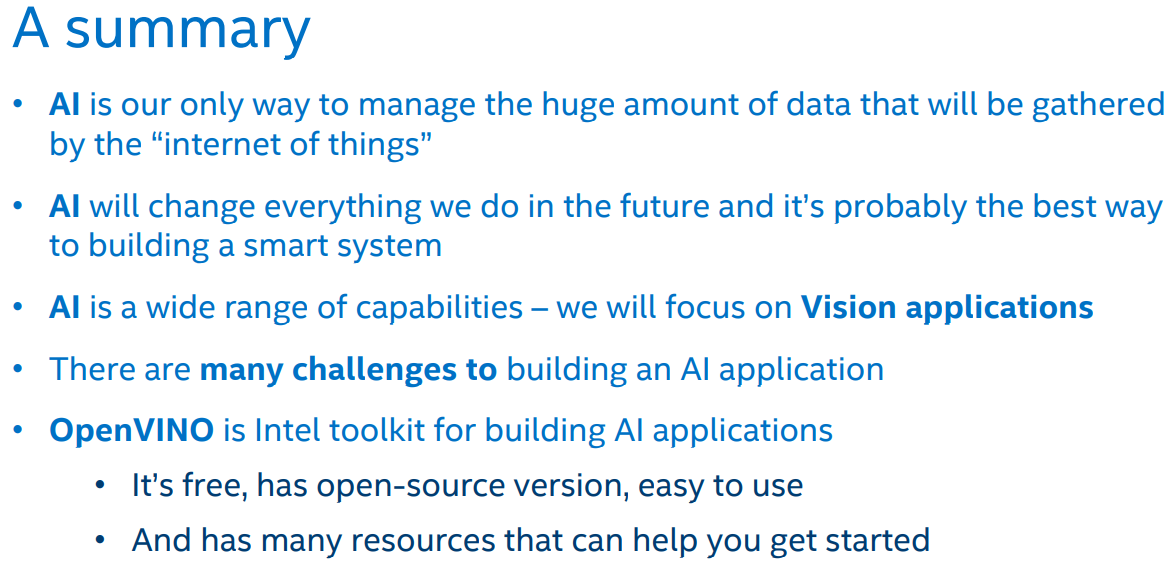 A summary
• AI is our only way to manage the huge amount of data that will be gathered
by the “internet of things”
• AI will change everything we do in the future and it’s probably the best way
to building a smart system
• AI is a wide range of capabilities – we will focus on Vision applications
• There are many challenges to building an AI application
• OpenVINO is Intel toolkit for building AI applications
• It’s free, has open-source version, easy to use
• And has many resources that can help you get started